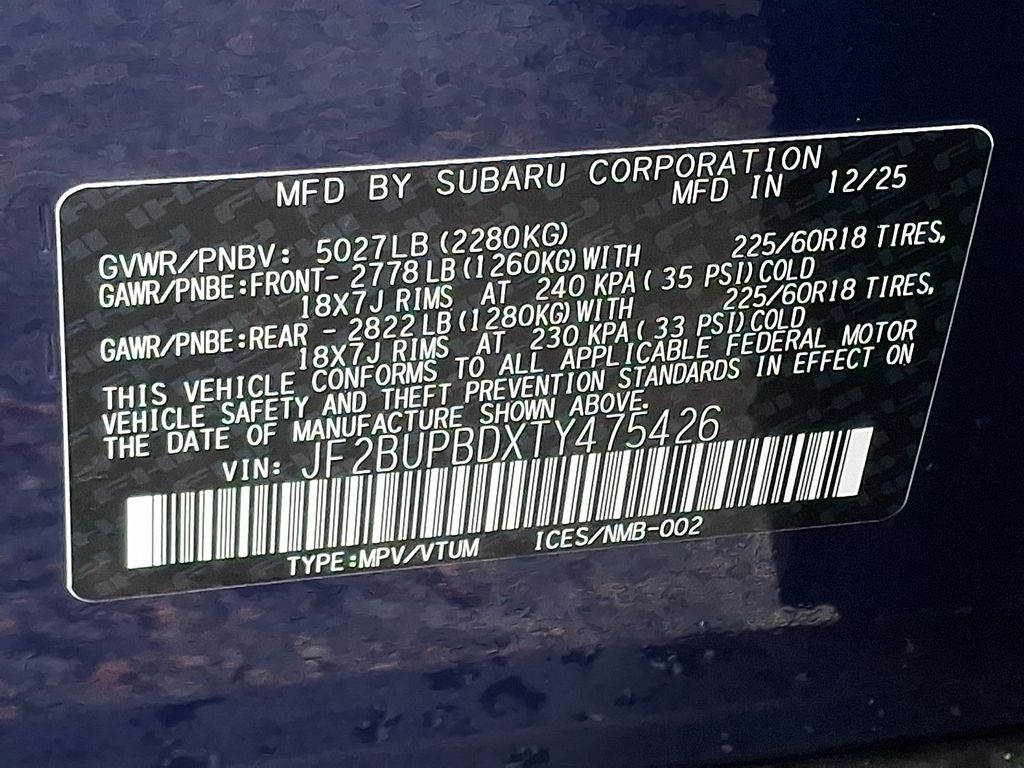 MFD BY SUBARU CORPORATION
MFD IN 12/25
GVWR/PNBV: 5027LB (2280KG)
GAWR/PNBE:FRONT- 2778LB (1260KG) WITH 225/60R18 TIRES,
18X7J RIMS AT 240 KPA ( 35 PSI) COLD
GAWR/PNBE:REAR - 2822LB (1280KG) WITH 225/60R18 TIRES,
18X7J RIMS AT 230 KPA ( 33 PSI) COLD
THIS VEHICLE CONFORMS TO ALL APPLICABLE FEDERAL MOTOR
VEHICLE SAFETY AND THEFT PREVENTION STANDARDS IN EFFECT ON
THE DATE OF MANUFACTURE SHOWN ABOVE.
VIN: JF2BUPBDXTY475426
TYPE:MPV/VTUM ICES/NMB-002